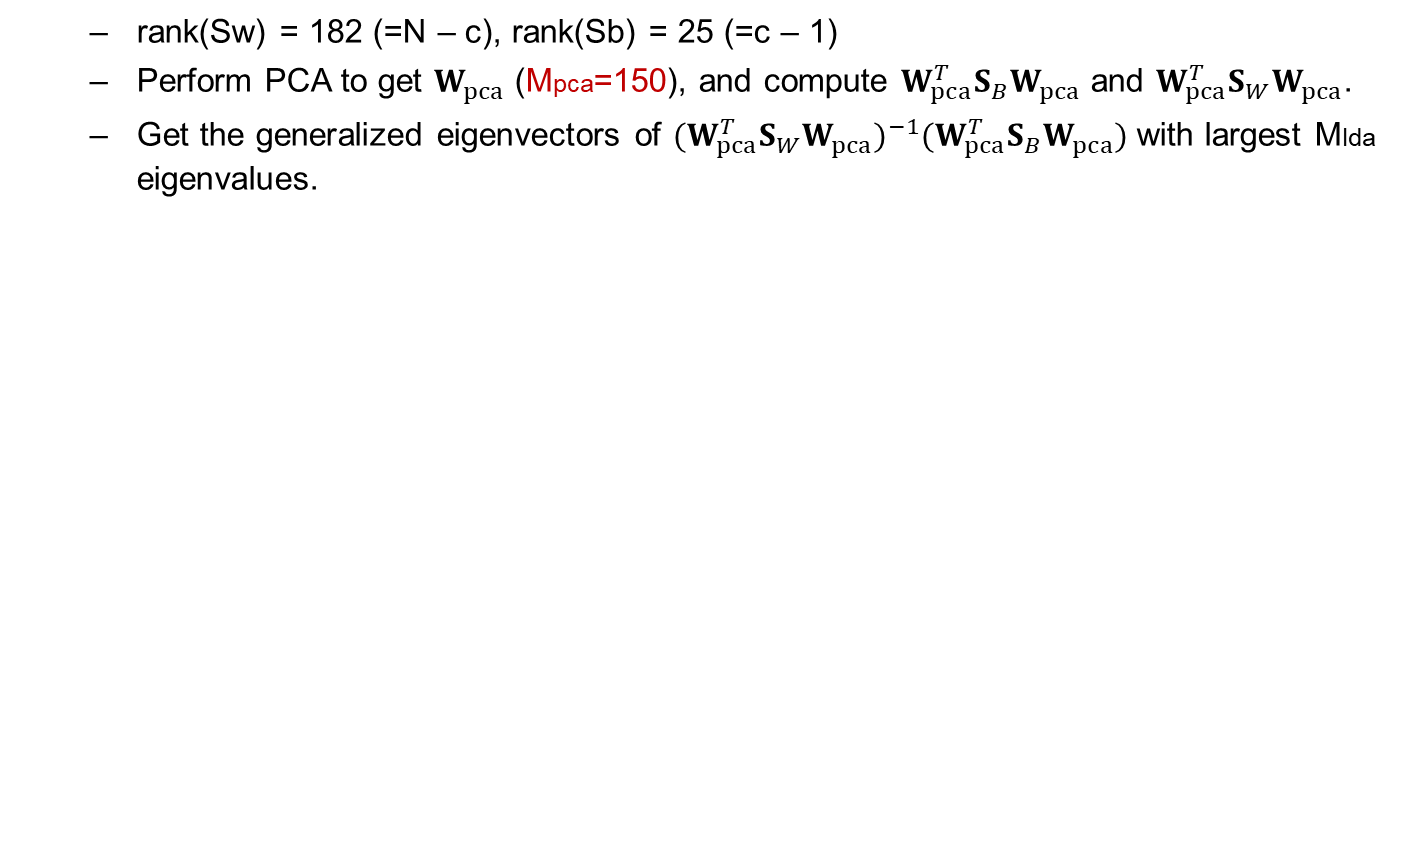 – rank(Sw) = 182 (=N – c), rank(Sb) = 25 (=c – 1)
– Perform PCA to get W_pca (Mpca=150), and compute W_pca^T S_B W_pca and W_pca^T S_W W_pca.
– Get the generalized eigenvectors of (W_pca^T S_W W_pca)^−1 (W_pca^T S_B W_pca) with largest Mlda
eigenvalues.